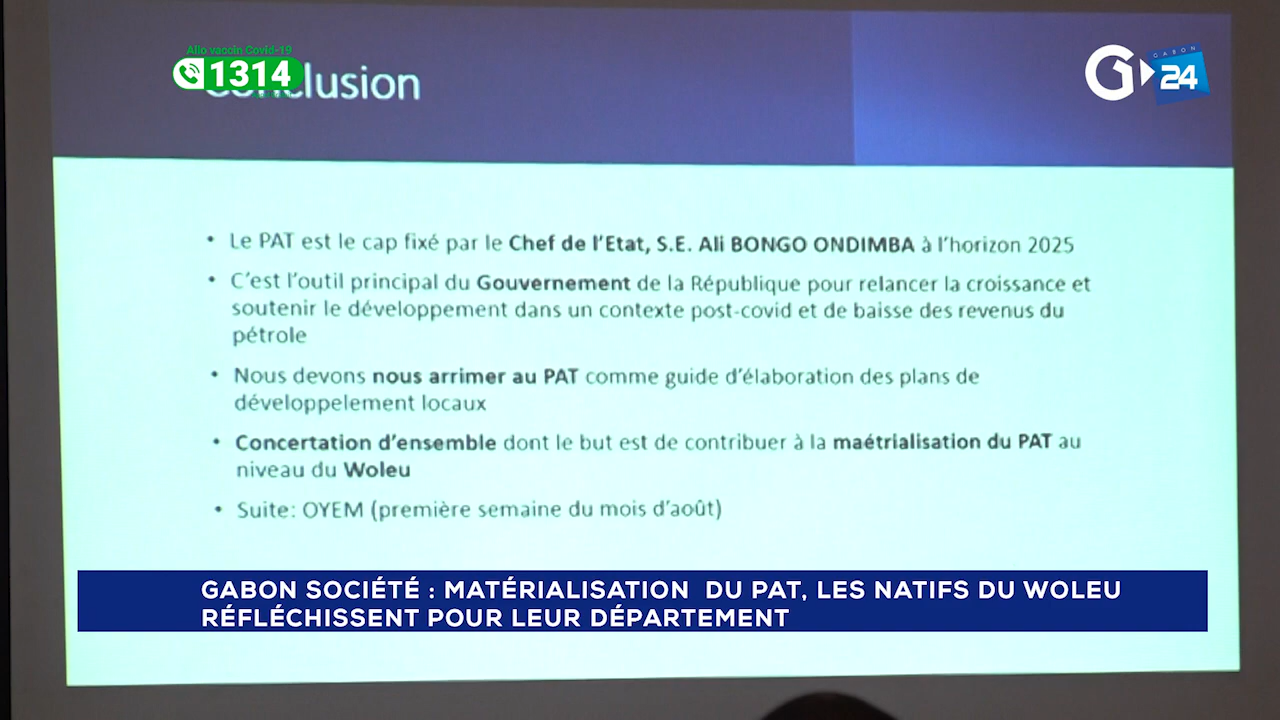 Allo vaccin Covid-19
1314
Conclusion
GABON
24
• Le PAT est le cap fixé par le Chef de l'Etat, S.E. Ali BONGO ONDIMBA à l'horizon 2025
• C'est l'outil principal du Gouvernement de la République pour relancer la croissance et
soutenir le développement dans un contexte post-covid et de baisse des revenus du
pétrole
• Nous devons nous arrimer au PAT comme guide d'élaboration des plans de
développelement locaux
• Concertation d'ensemble dont le but est de contribuer à la maétrialisation du PAT au
niveau du Woleu
• Suite: OYEM (première semaine du mois d'août)
GABON SOCIÉTÉ : MATÉRIALISATION DU PAT, LES NATIFS DU WOLEU
RÉFLÉCHISSENT POUR LEUR DÉPARTEMENT